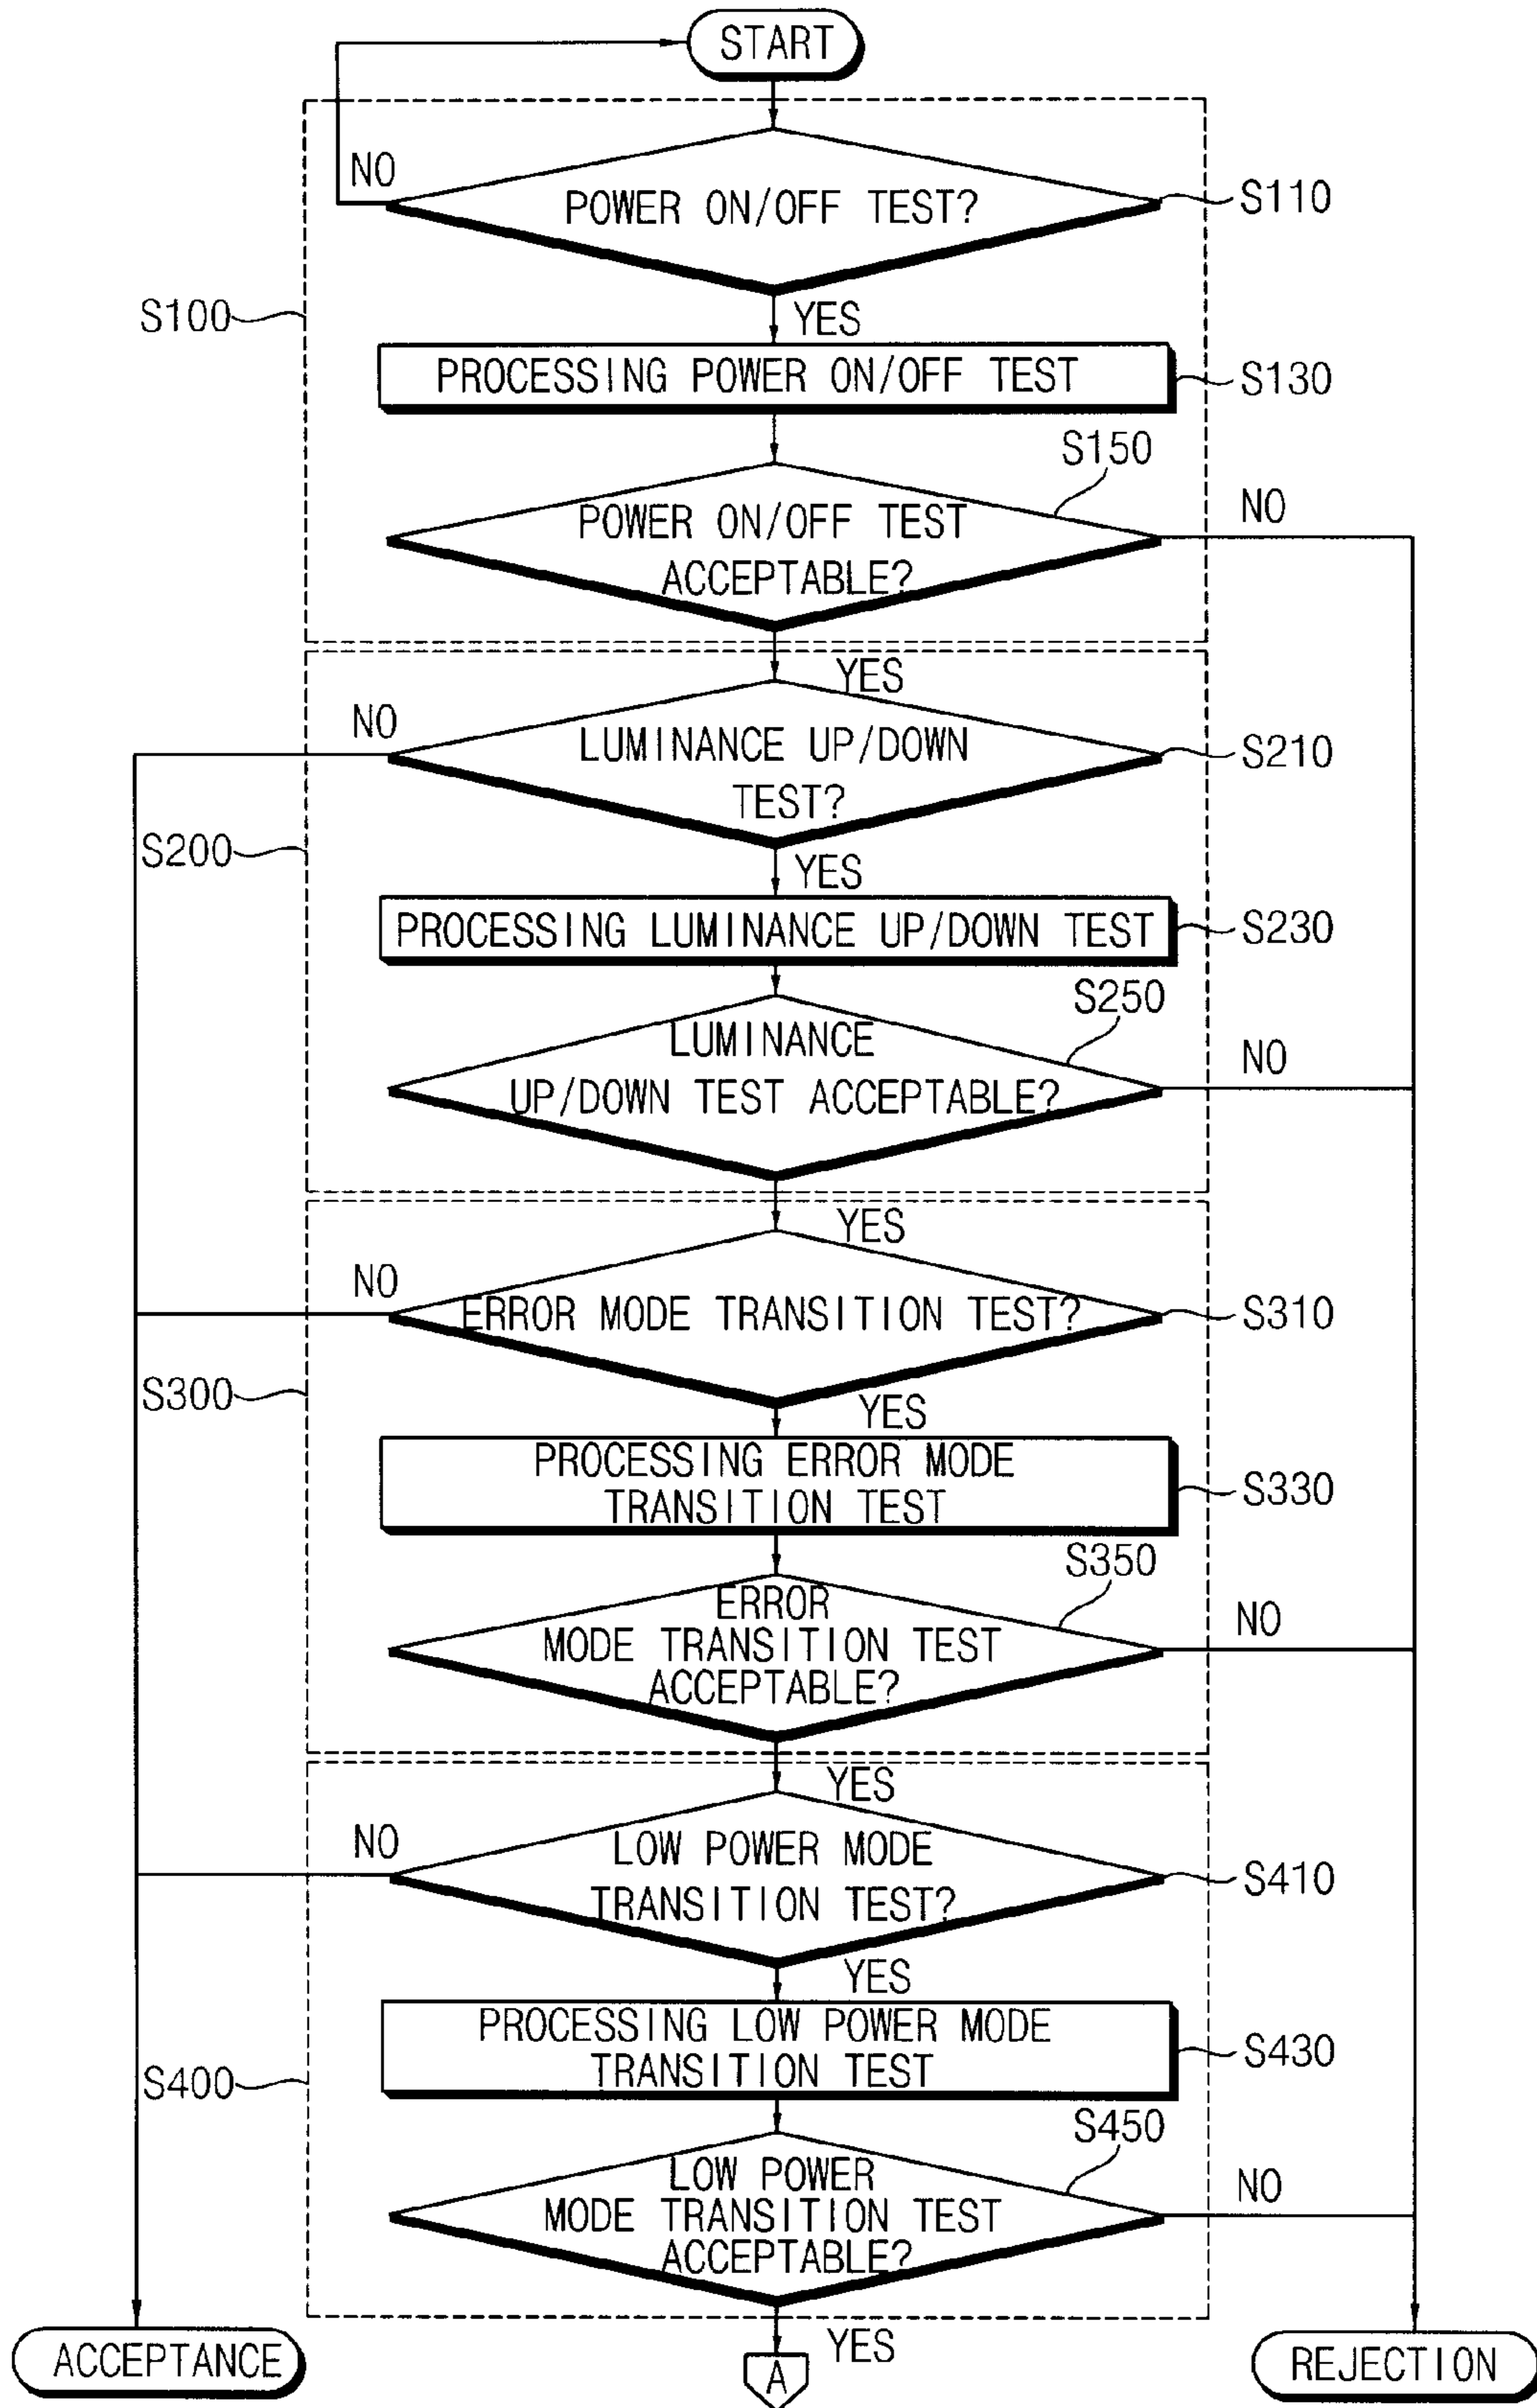 START
NO
POWER ON/OFF TEST?
S110
S100
YES
PROCESSING POWER ON/OFF TEST
S130
S150
POWER ON/OFF TEST
ACCEPTABLE?
NO
YES
NO
LUMINANCE UP/DOWN
TEST?
S210
S200
YES
PROCESSING LUMINANCE UP/DOWN TEST
S230
S250
LUMINANCE
UP/DOWN TEST ACCEPTABLE?
NO
YES
NO
ERROR MODE TRANSITION TEST?
S310
S300
YES
PROCESSING ERROR MODE
TRANSITION TEST
S330
S350
ERROR
MODE TRANSITION TEST
ACCEPTABLE?
NO
YES
NO
LOW POWER MODE
TRANSITION TEST?
S410
YES
PROCESSING LOW POWER MODE
TRANSITION TEST
S430
S400
S450
LOW POWER
MODE TRANSITION TEST
ACCEPTABLE?
NO
YES
ACCEPTANCE
A
REJECTION